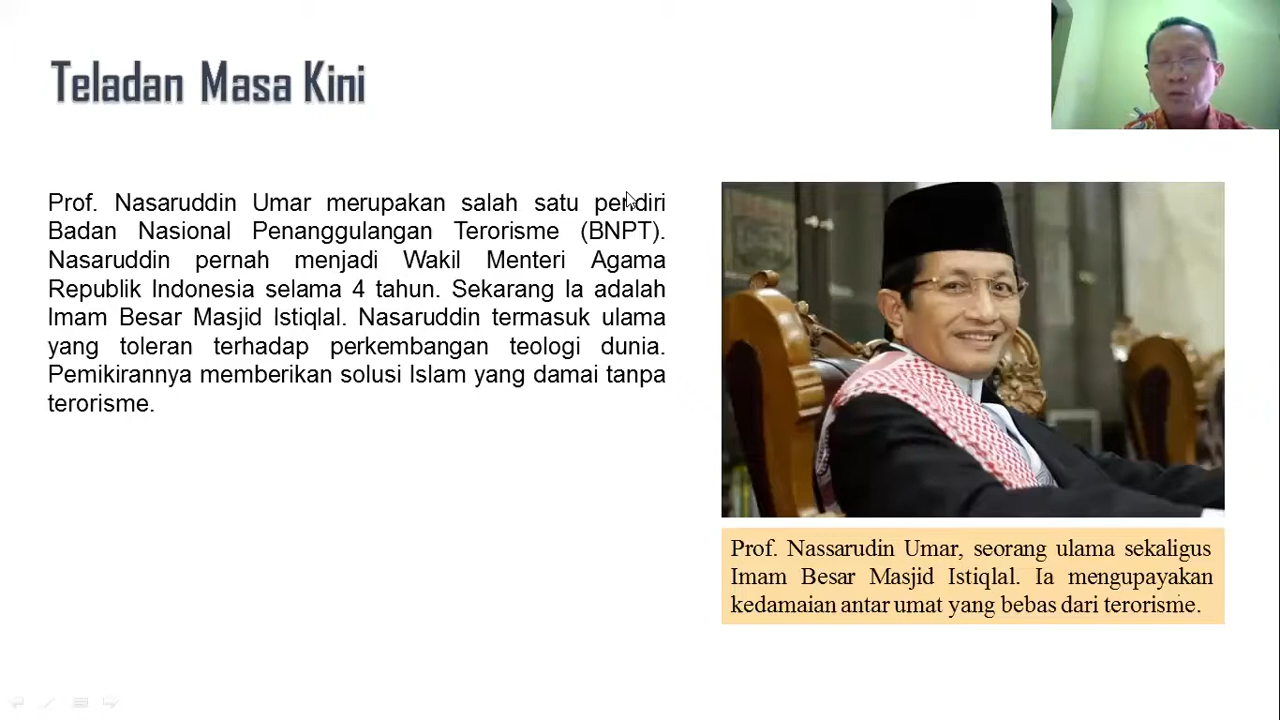 Teladan Masa Kini
Prof. Nasaruddin Umar merupakan salah satu pendiri
Badan Nasional Penanggulangan Terorisme (BNPT).
Nasaruddin pernah menjadi Wakil Menteri Agama
Republik Indonesia selama 4 tahun. Sekarang Ia adalah
Imam Besar Masjid Istiqlal. Nasaruddin termasuk ulama
yang toleran terhadap perkembangan teologi dunia.
Pemikirannya memberikan solusi Islam yang damai tanpa
terorisme.
Prof. Nassarudin Umar, seorang ulama sekaligus
Imam Besar Masjid Istiqlal. Ia mengupayakan
kedamaian antar umat yang bebas dari terorisme.